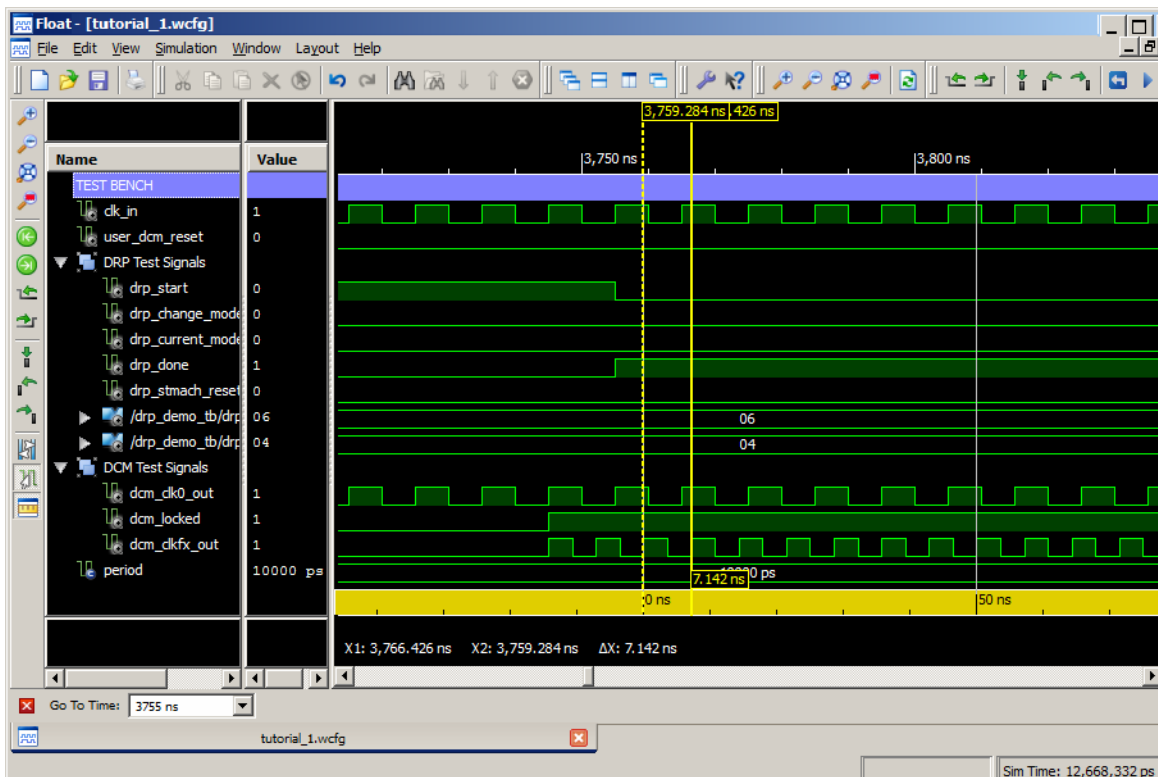 Float - [tutorial_1.wcfg]
File Edit View Simulation Window Layout Help
3,759.284 ns .426 ns
Name Value 3,750 ns 3,800 ns
TEST BENCH
clk_in 1
user_dcm_reset 0
DRP Test Signals
drp_start 0
drp_change_mode 0
drp_current_mode 0
drp_done 1
drp_stmach_reset 0
/drp_demo_tb/drp 06 06
/drp_demo_tb/drp 04 04
DCM Test Signals
dcm_clk0_out 1
dcm_locked 1
dcm_clkfx_out 1
period 10000 ps ps
7.142 ns
0 ns 50 ns
X1: 3,766.426 ns X2: 3,759.284 ns ΔX: 7.142 ns
Go To Time: 3755 ns
tutorial_1.wcfg
Sim Time: 12,668,332 ps